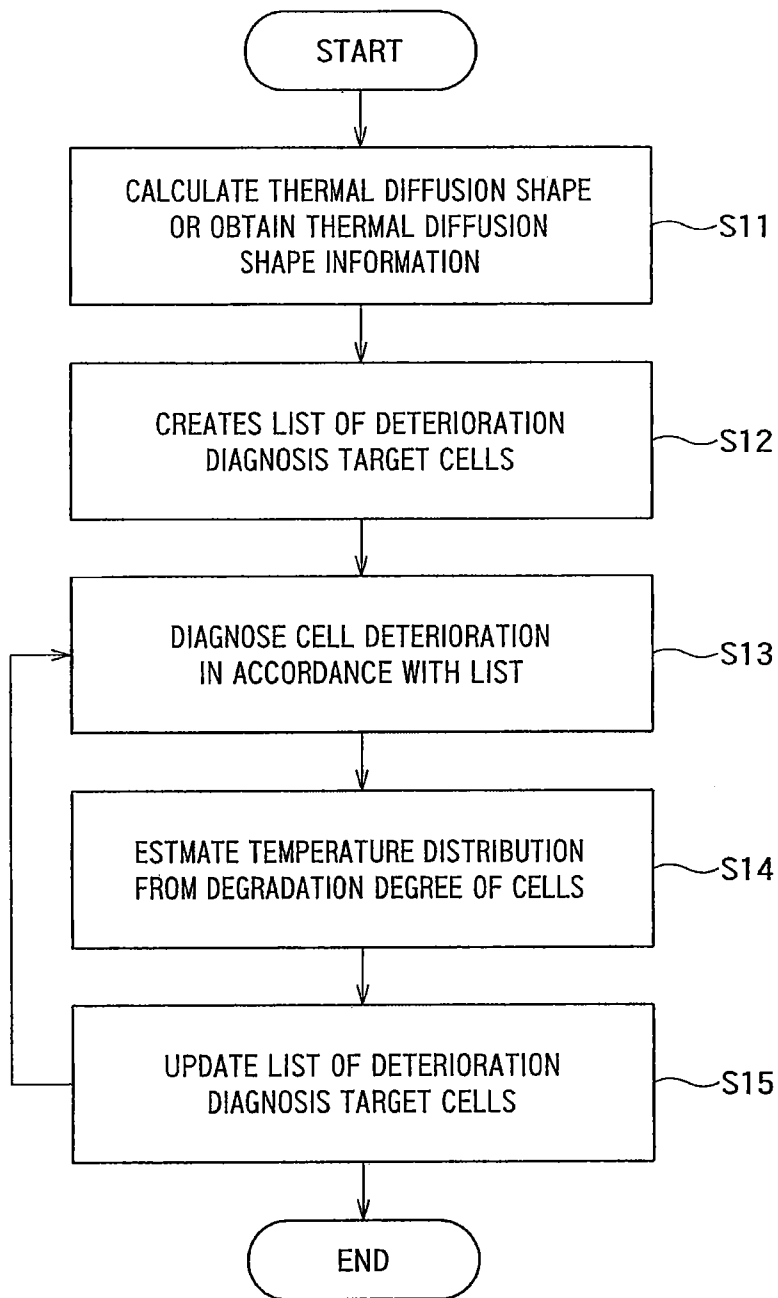 START
CALCULATE THERMAL DIFFUSION SHAPE
OR OBTAIN THERMAL DIFFUSION
SHAPE INFORMATION
S11
CREATES LIST OF DETERIORATION
DIAGNOSIS TARGET CELLS
S12
DIAGNOSE CELL DETERIORATION
IN ACCORDANCE WITH LIST
S13
ESTMATE TEMPERATURE DISTRIBUTION
FROM DEGRADATION DEGREE OF CELLS
S14
UPDATE LIST OF DETERIORATION
DIAGNOSIS TARGET CELLS
S15
END